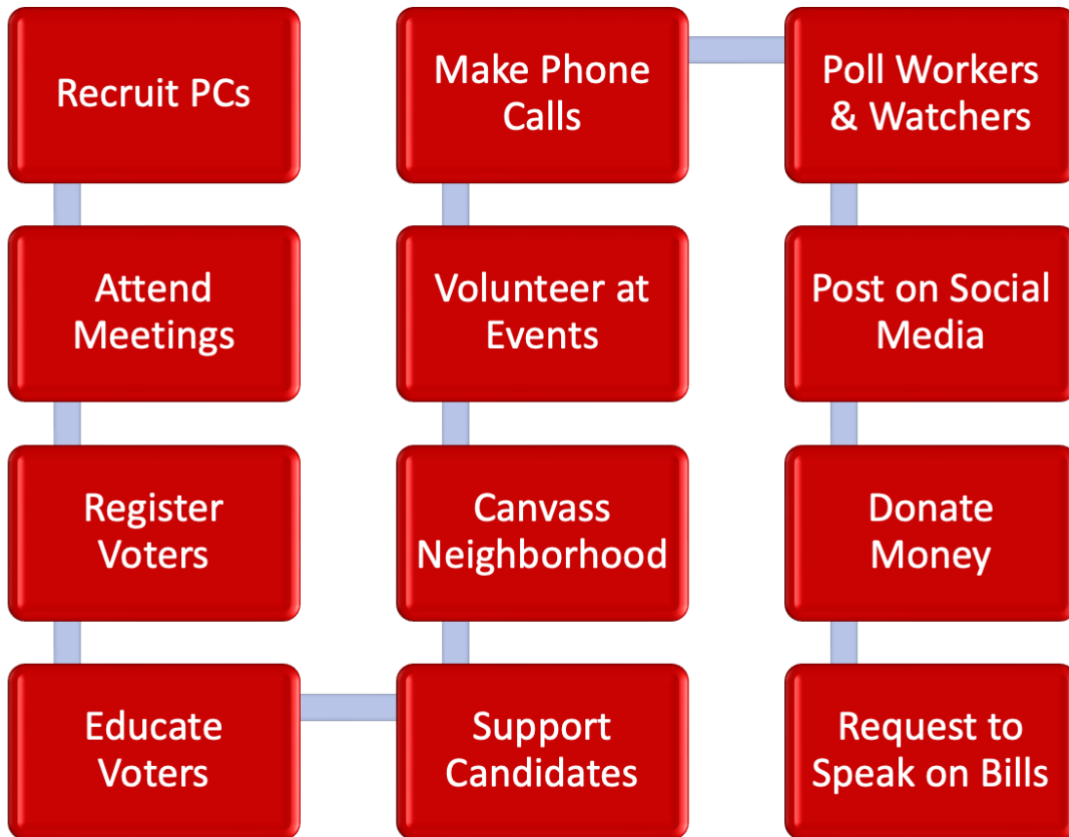 Recruit PCs
Attend
Meetings
Register
Voters
Educate
Voters
Support
Candidates
Canvass
Neighborhood
Volunteer at
Events
Make Phone
Calls
Poll Workers
& Watchers
Post on Social
Media
Donate
Money
Request to
Speak on Bills